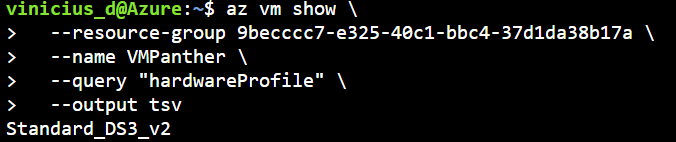 vinicius_d@Azure:~$ az vm show \
>   --resource-group 9becccc7-e325-40c1-bbc4-37d1da38b17a \
>   --name VMPanther \
>   --query "hardwareProfile" \
>   --output tsv
Standard_DS3_v2